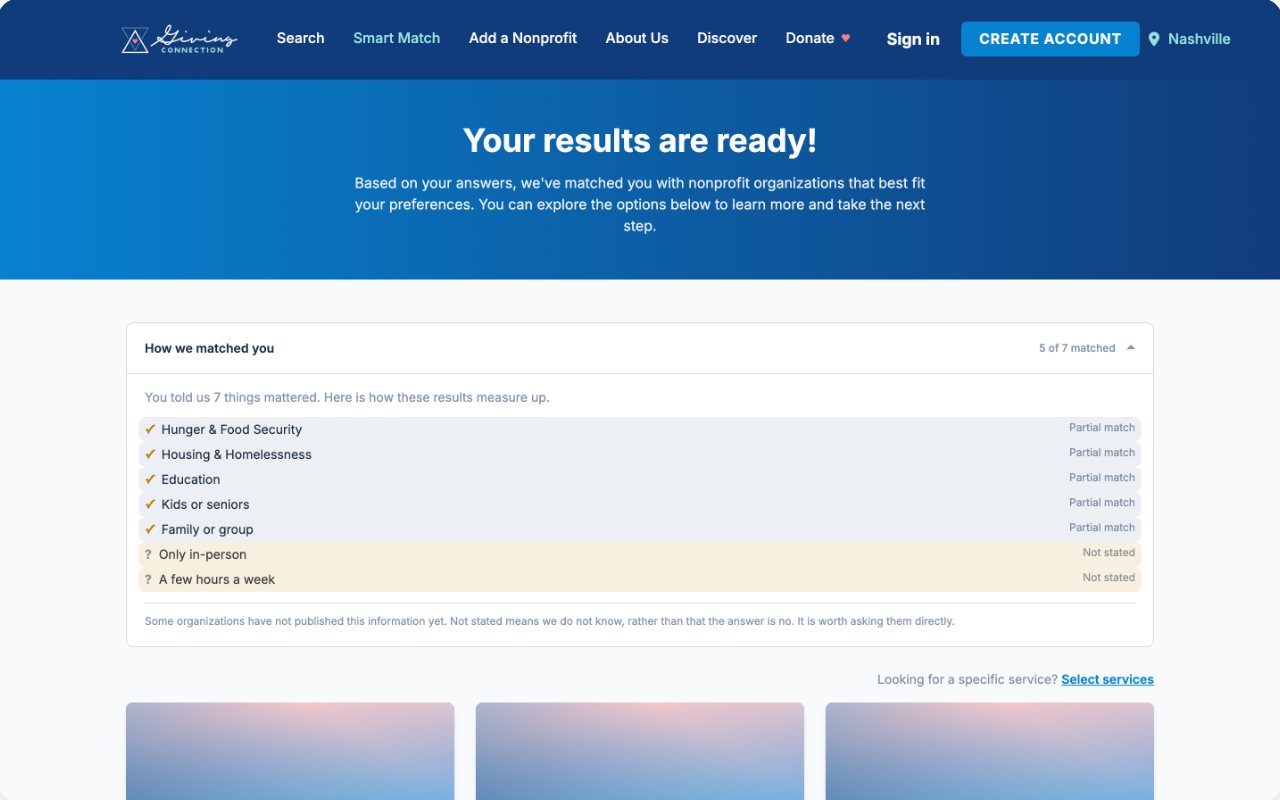 Giving
CONNECTION
Search
Smart Match
Add a Nonprofit
About Us
Discover
Donate ♥
Sign in
CREATE ACCOUNT
Nashville
Your results are ready!
Based on your answers, we've matched you with nonprofit organizations that best fit
your preferences. You can explore the options below to learn more and take the next
step.
How we matched you
5 of 7 matched
You told us 7 things mattered. Here is how these results measure up.
✔ Hunger & Food Security Partial match
✔ Housing & Homelessness Partial match
✔ Education Partial match
✔ Kids or seniors Partial match
✔ Family or group Partial match
? Only in-person Not stated
? A few hours a week Not stated
Some organizations have not published this information yet. Not stated means we do not know, rather than that the answer is no. It is worth asking them directly.
Looking for a specific service? Select services